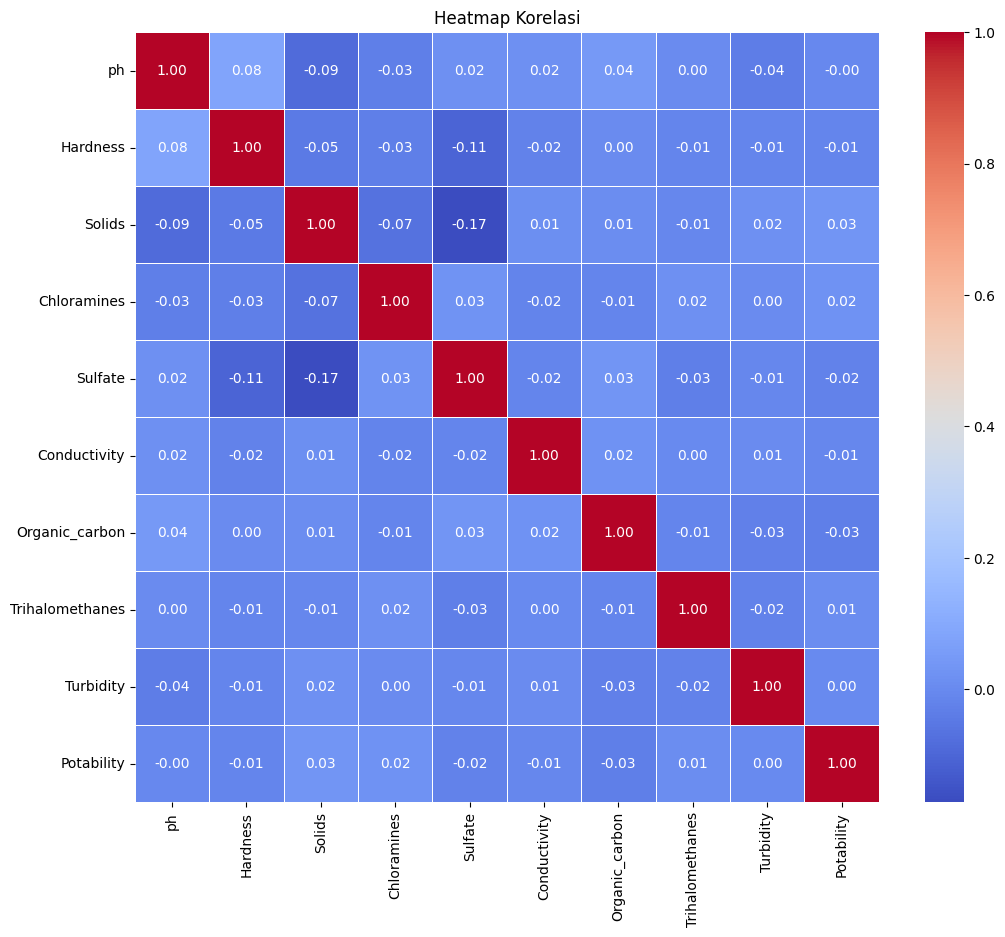 Heatmap Korelasi
ph 1.00 0.08 -0.09 -0.03 0.02 0.02 0.04 0.00 -0.04 -0.00
Hardness 0.08 1.00 -0.05 -0.03 -0.11 -0.02 0.00 -0.01 -0.01 -0.01
Solids -0.09 -0.05 1.00 -0.07 -0.17 0.01 0.01 -0.01 0.02 0.03
Chloramines -0.03 -0.03 -0.07 1.00 0.03 -0.02 -0.01 0.02 0.00 0.02
Sulfate 0.02 -0.11 -0.17 0.03 1.00 -0.02 0.03 -0.03 -0.01 -0.02
Conductivity 0.02 -0.02 0.01 -0.02 -0.02 1.00 0.02 0.00 0.01 -0.01
Organic_carbon 0.04 0.00 0.01 -0.01 0.03 0.02 1.00 -0.01 -0.03 -0.03
Trihalomethanes 0.00 -0.01 -0.01 0.02 -0.03 0.00 -0.01 1.00 -0.02 0.01
Turbidity -0.04 -0.01 0.02 0.00 -0.01 0.01 -0.03 -0.02 1.00 0.00
Potability -0.00 -0.01 0.03 0.02 -0.02 -0.01 -0.03 0.01 0.00 1.00
ph
Hardness
Solids
Chloramines
Sulfate
Conductivity
Organic_carbon
Trihalomethanes
Turbidity
Potability
1.0
0.8
0.6
0.4
0.2
0.0